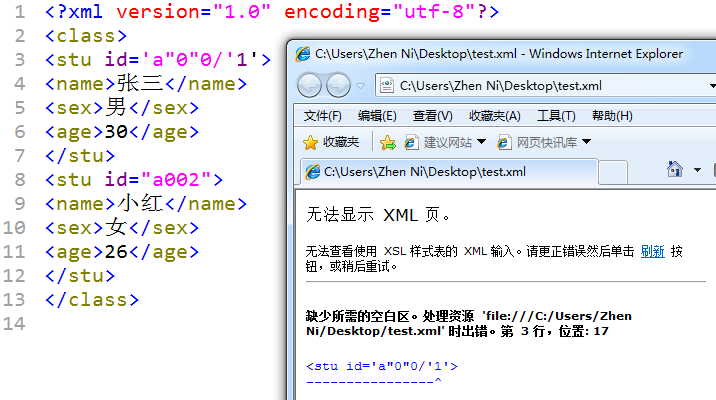 1 <?xml version="1.0" encoding="utf-8"?>
2 <class>
3 <stu id='a"0"0/'1'>
4 <name>张三</name>
5 <sex>男</sex>
6 <age>30</age>
7 </stu>
8 <stu id="a002">
9 <name>小红</name>
10 <sex>女</sex>
11 <age>26</age>
12 </stu>
13 </class>
14
C:\Users\Zhen Ni\Desktop\test.xml - Windows Internet Explorer
C:\Users\Zhen Ni\Desktop\test.xml
文件(F) 编辑(E) 查看(V) 收藏夹(A) 工具(T) 帮助(H)
收藏夹 建议网站 网页快讯库
C:\Users\Zhen Ni\Desktop\test.xml
无法显示 XML 页。
无法查看使用 XSL 样式表的 XML 输入。请更正错误然后单击 刷新 按
钮，或稍后重试。
缺少所需的空白区。处理资源 'file:///C:/Users/Zhen
Ni/Desktop/test.xml' 时出错。第 3 行，位置: 17
<stu id='a"0"0/'1'>
----------------^